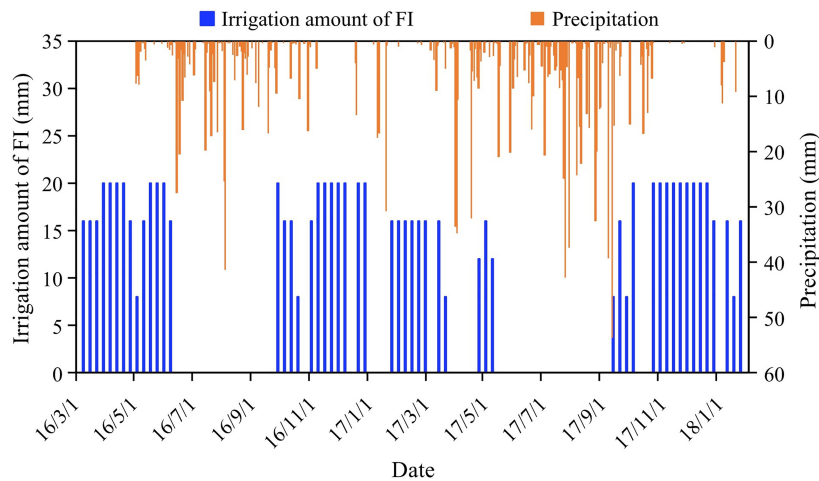 Irrigation amount of FI Precipitation
35 0
30 10
25 20
20 30
15 40
10 50
5 60
0
Irrigation amount of FI (mm)
Precipitation (mm)
16/3/1 16/5/1 16/7/1 16/9/1 16/11/1 17/1/1 17/3/1 17/5/1 17/7/1 17/9/1 17/11/1 18/1/1
Date